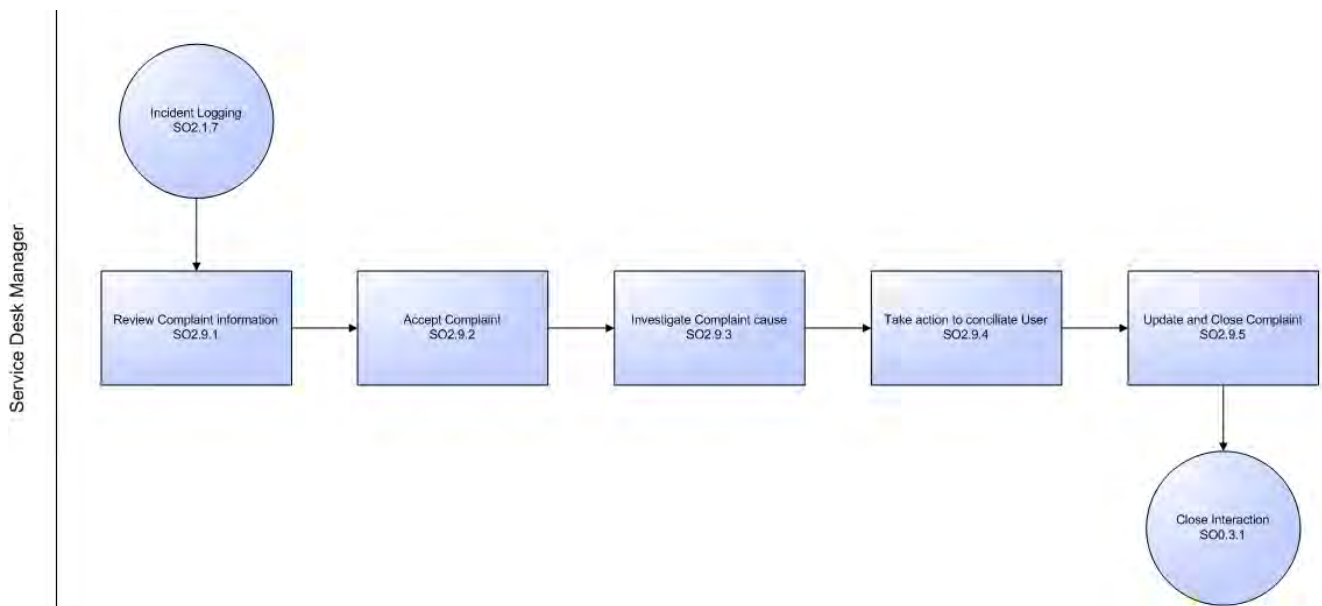 Service Desk Manager
Incident Logging
SO2.1.7
Review Complaint information
SO2.9.1
Accept Complaint
SO2.9.2
Investigate Complaint cause
SO2.9.3
Take action to conciliate User
SO2.9.4
Update and Close Complaint
SO2.9.5
Close Interaction
SO0.3.1